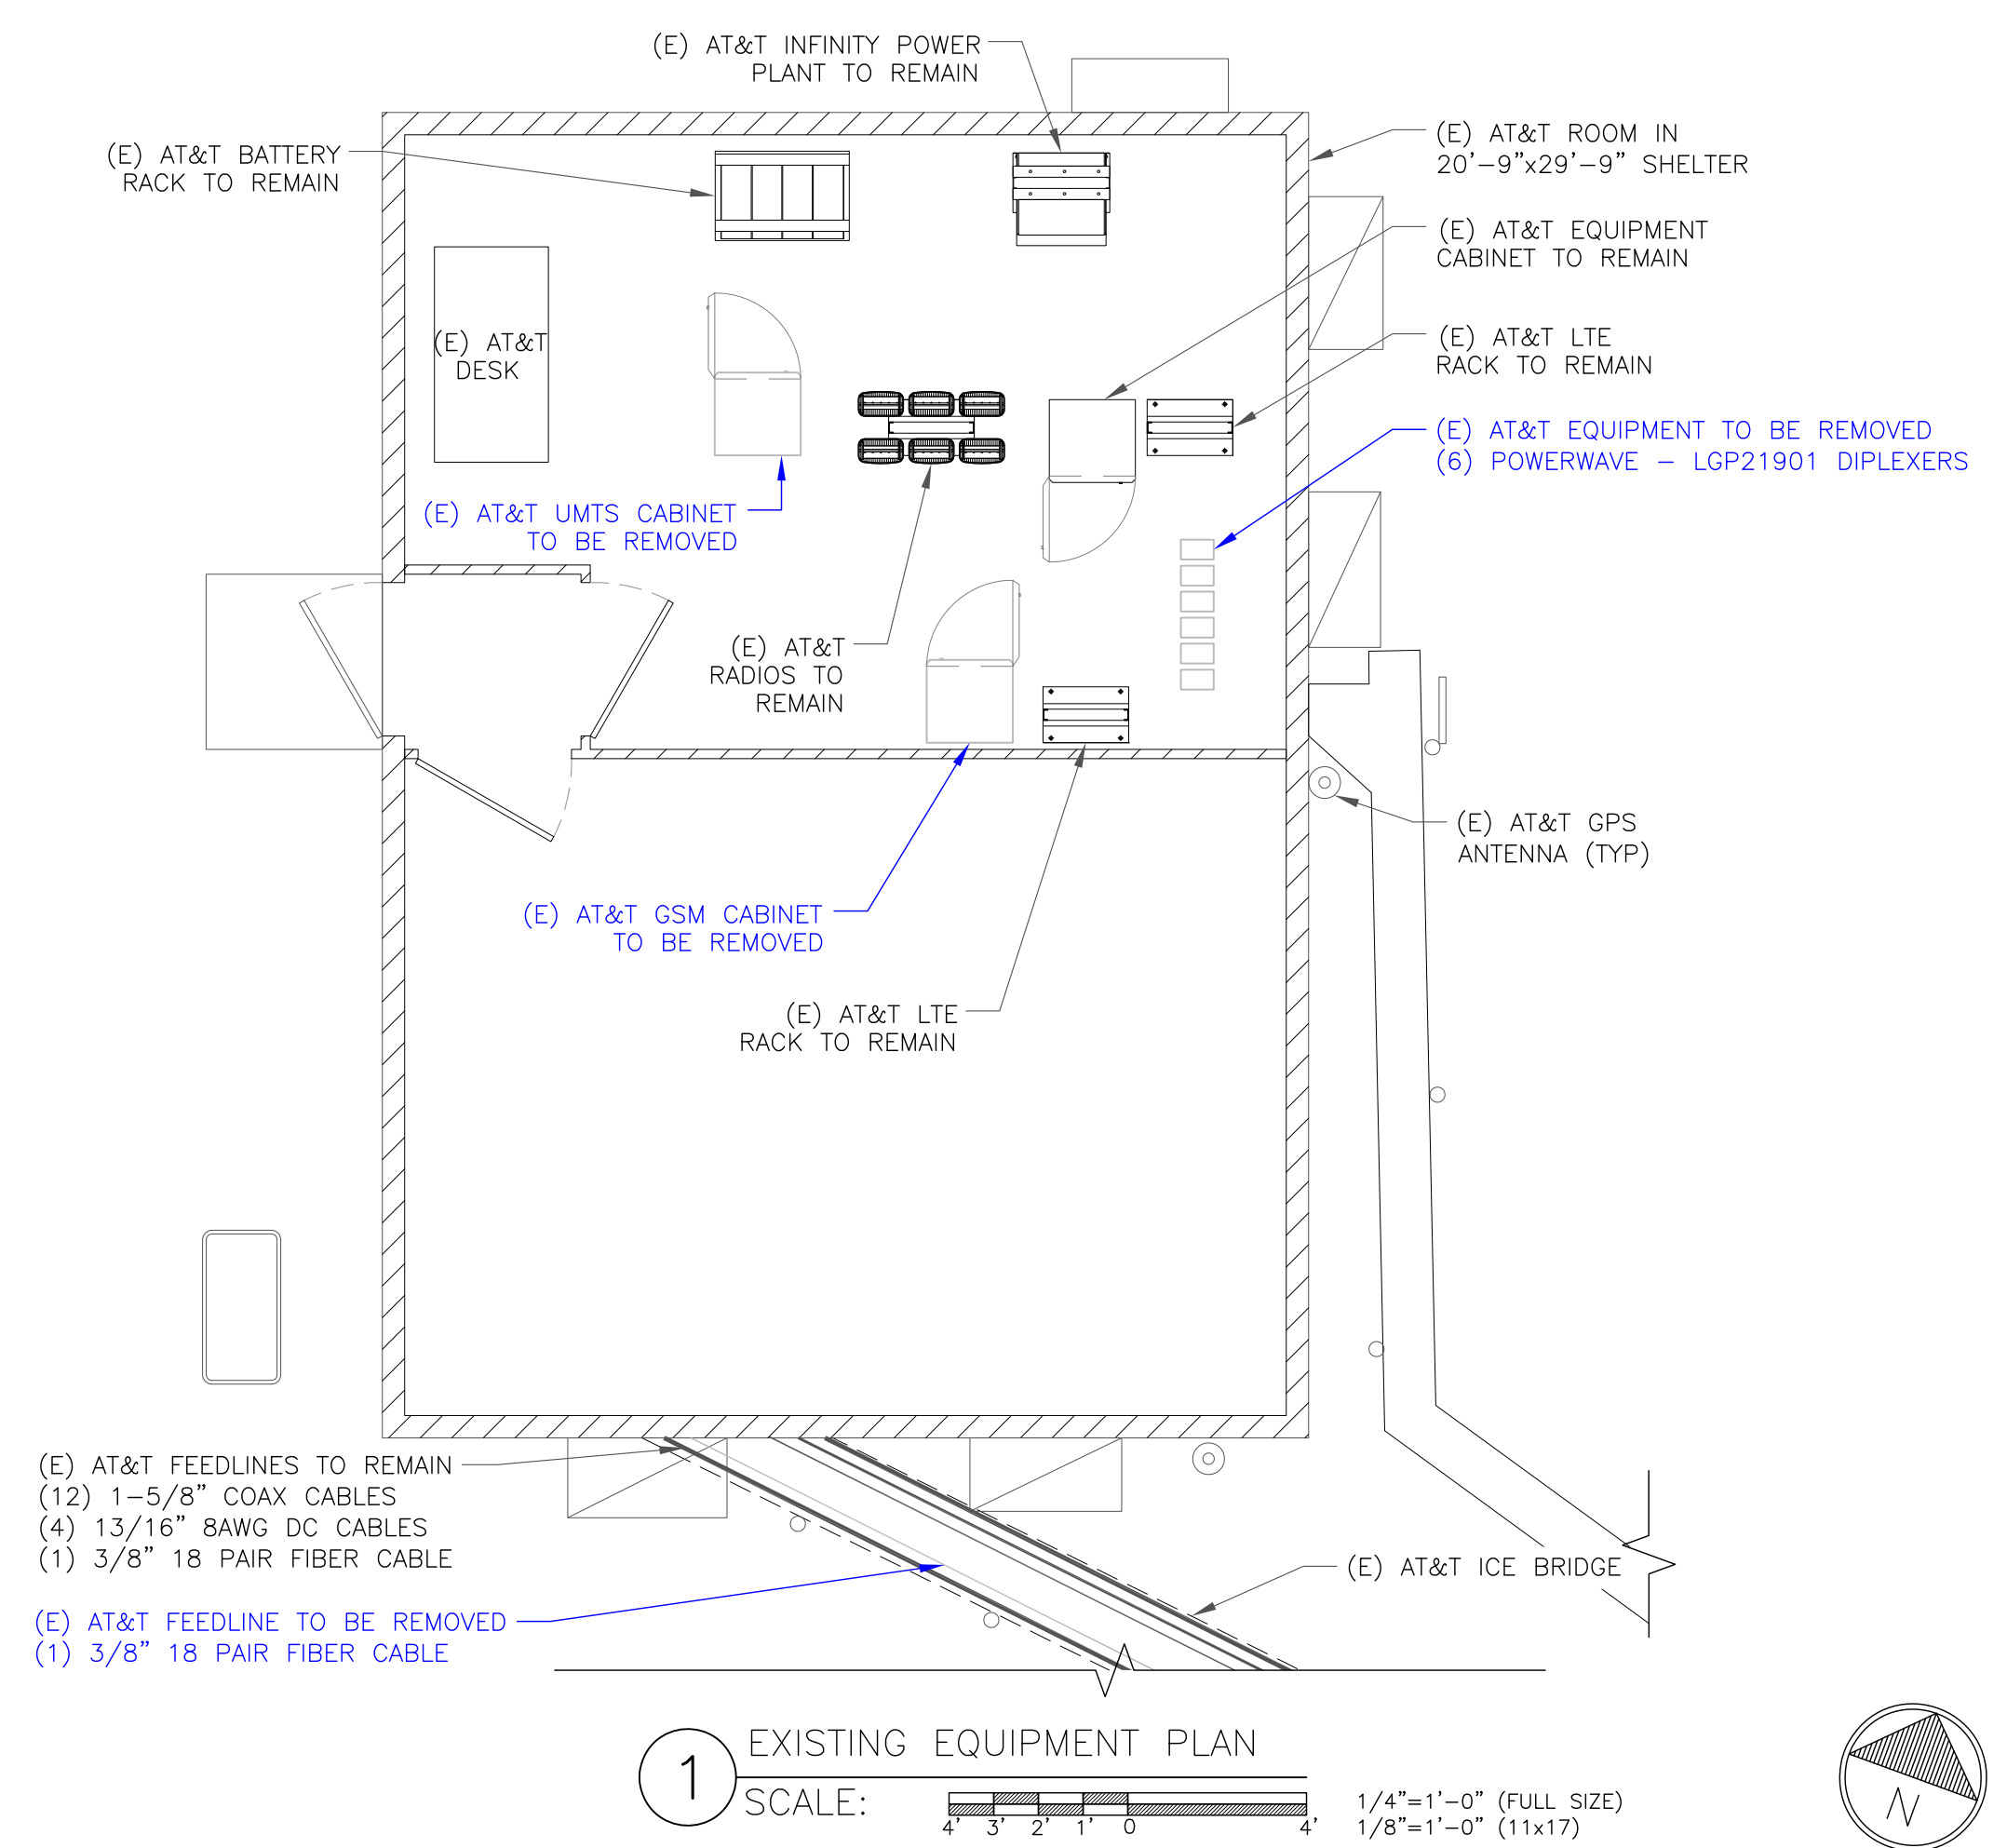 (E) AT&T INFINITY POWER
PLANT TO REMAIN
(E) AT&T BATTERY
RACK TO REMAIN
(E) AT&T ROOM IN
20'-9"x29'-9" SHELTER
(E) AT&T EQUIPMENT
CABINET TO REMAIN
(E) AT&T
DESK
(E) AT&T LTE
RACK TO REMAIN
(E) AT&T EQUIPMENT TO BE REMOVED
(6) POWERWAVE - LGP21901 DIPLEXERS
(E) AT&T UMTS CABINET
TO BE REMOVED
(E) AT&T
RADIOS TO
REMAIN
(E) AT&T GPS
ANTENNA (TYP)
(E) AT&T GSM CABINET
TO BE REMOVED
(E) AT&T LTE
RACK TO REMAIN
(E) AT&T FEEDLINES TO REMAIN
(12) 1-5/8" COAX CABLES
(4) 13/16" 8AWG DC CABLES
(1) 3/8" 18 PAIR FIBER CABLE
(E) AT&T ICE BRIDGE
(E) AT&T FEEDLINE TO BE REMOVED
(1) 3/8" 18 PAIR FIBER CABLE
1
EXISTING EQUIPMENT PLAN
SCALE:
4' 3' 2' 1' 0 4'
1/4"=1'-0" (FULL SIZE)
1/8"=1'-0" (11x17)
N